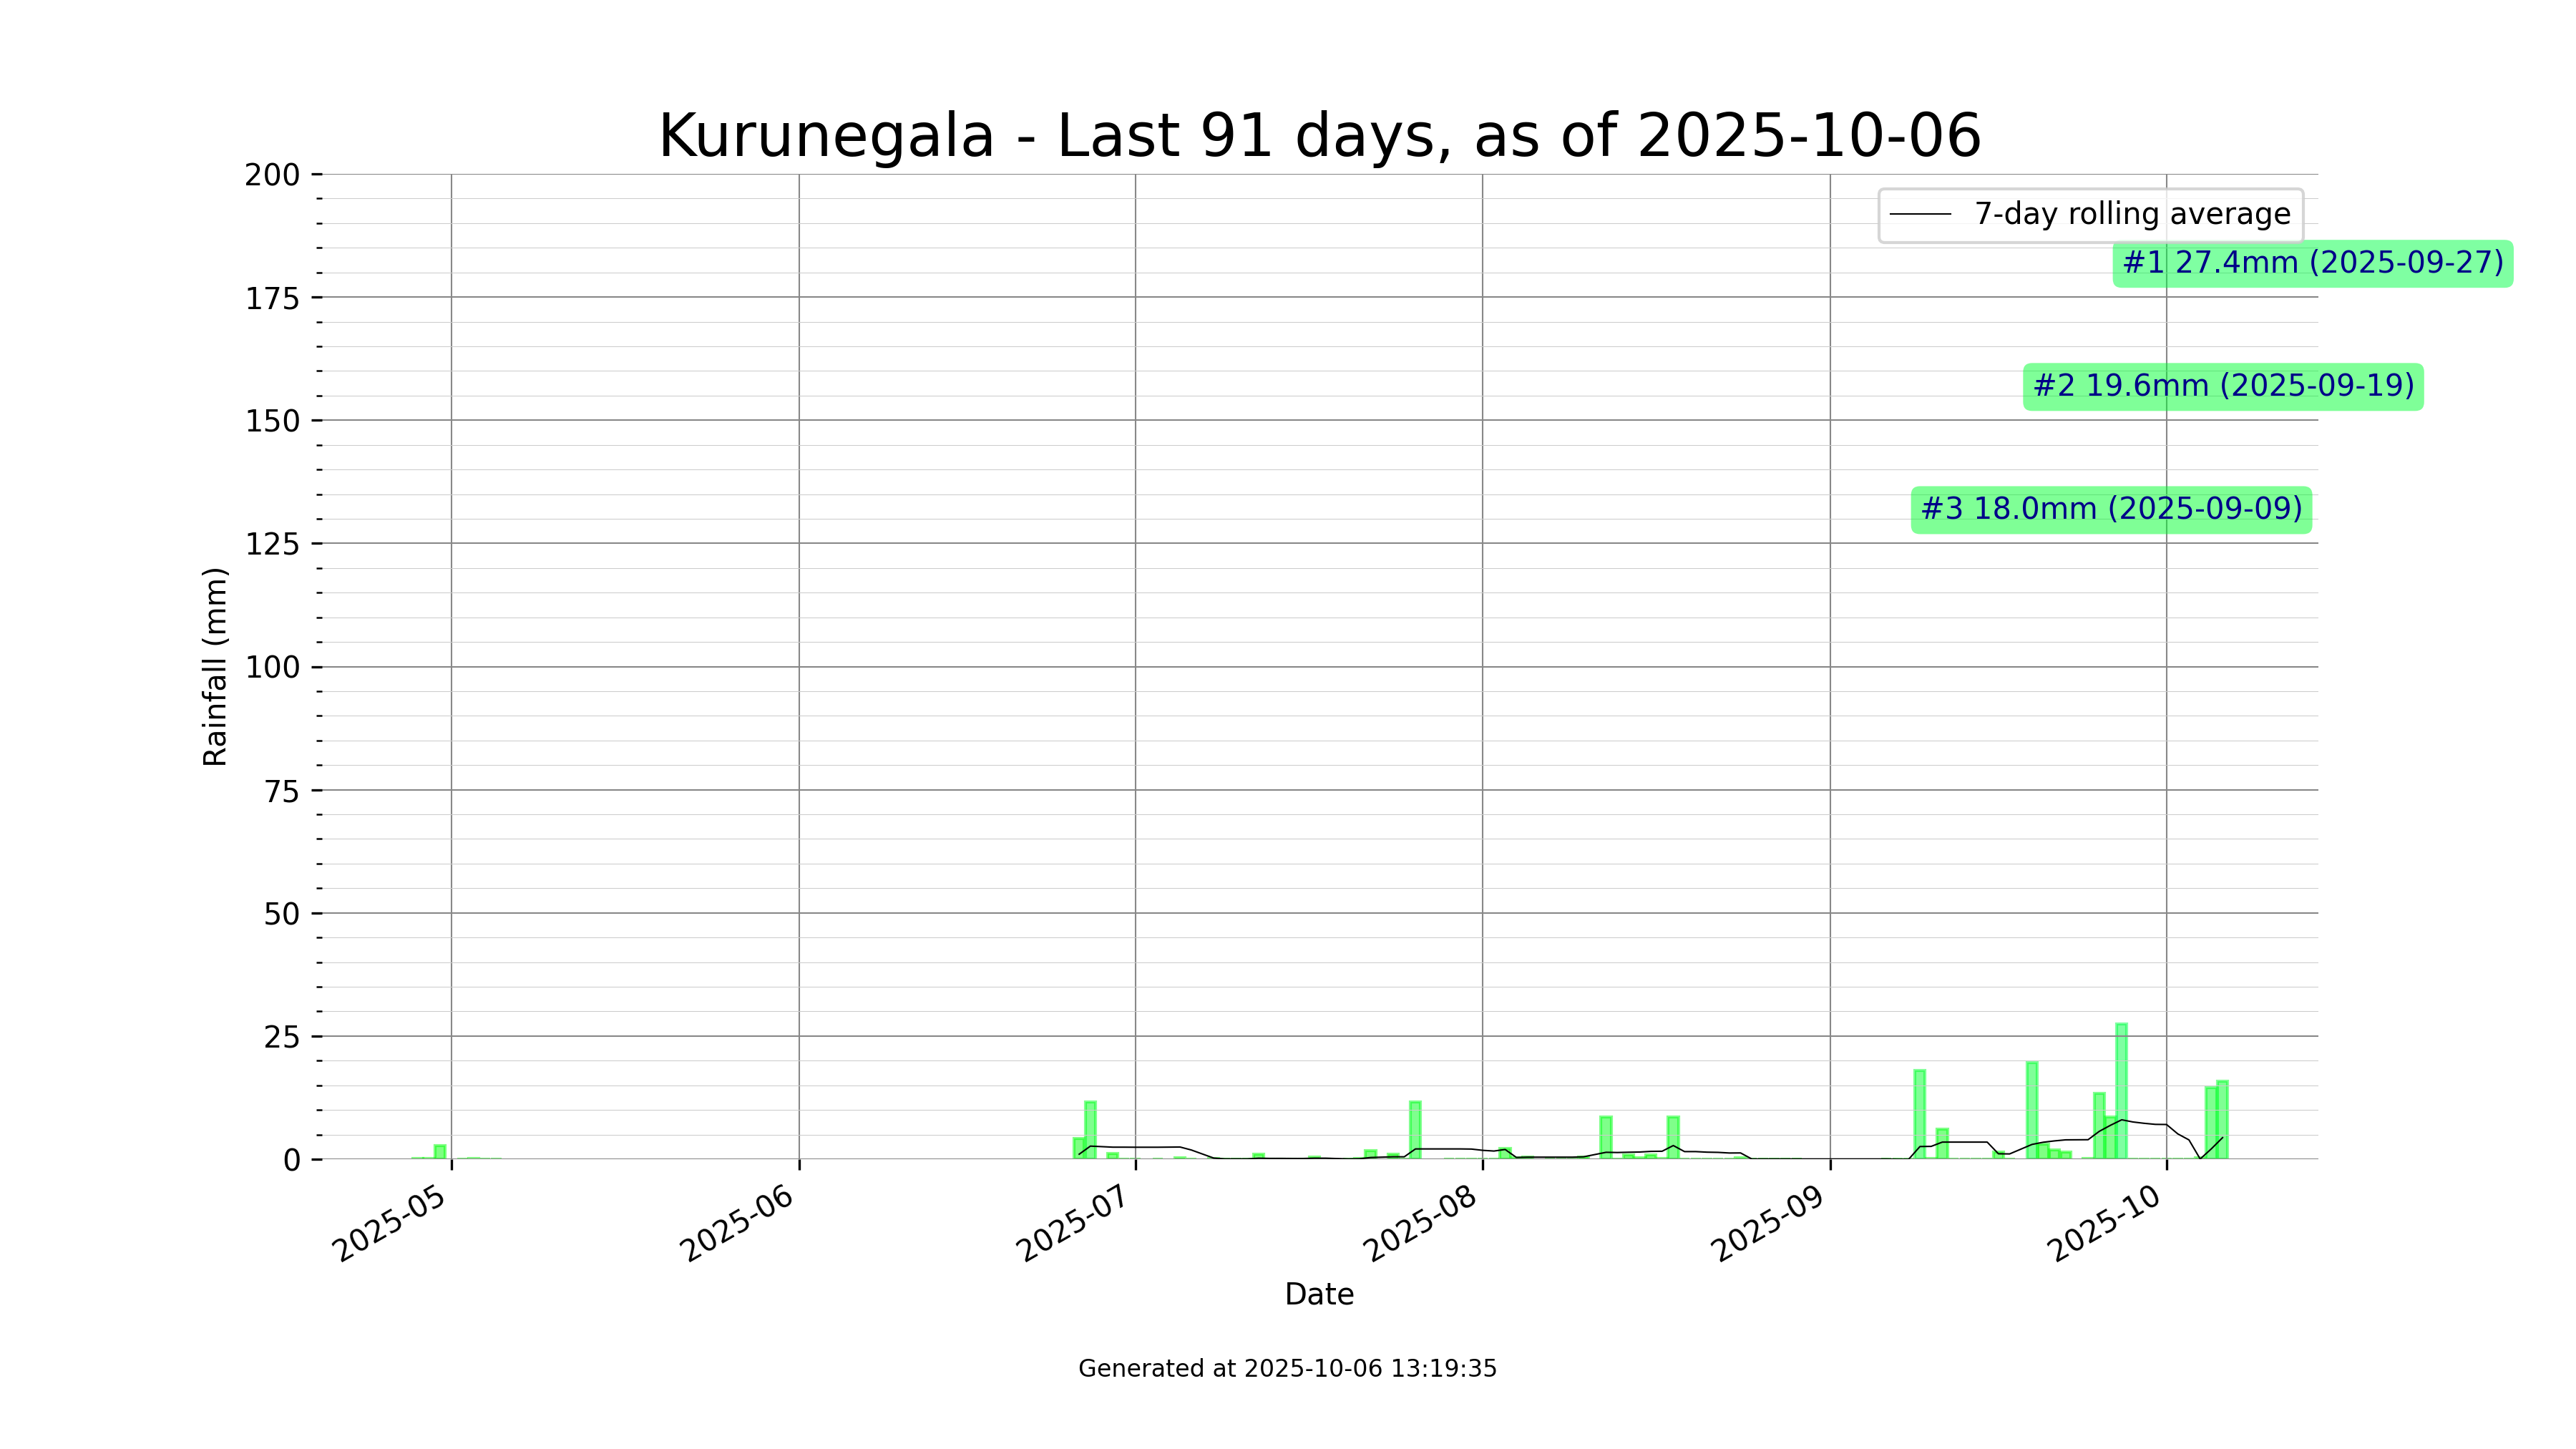 Kurunegala - Last 91 days, as of 2025-10-06
200
175
150
125
100
75
50
25
0
Rainfall (mm)
7-day rolling average
#1 27.4mm (2025-09-27)
#2 19.6mm (2025-09-19)
#3 18.0mm (2025-09-09)
2025-05
2025-06
2025-07
2025-08
2025-09
2025-10
Date
Generated at 2025-10-06 13:19:35